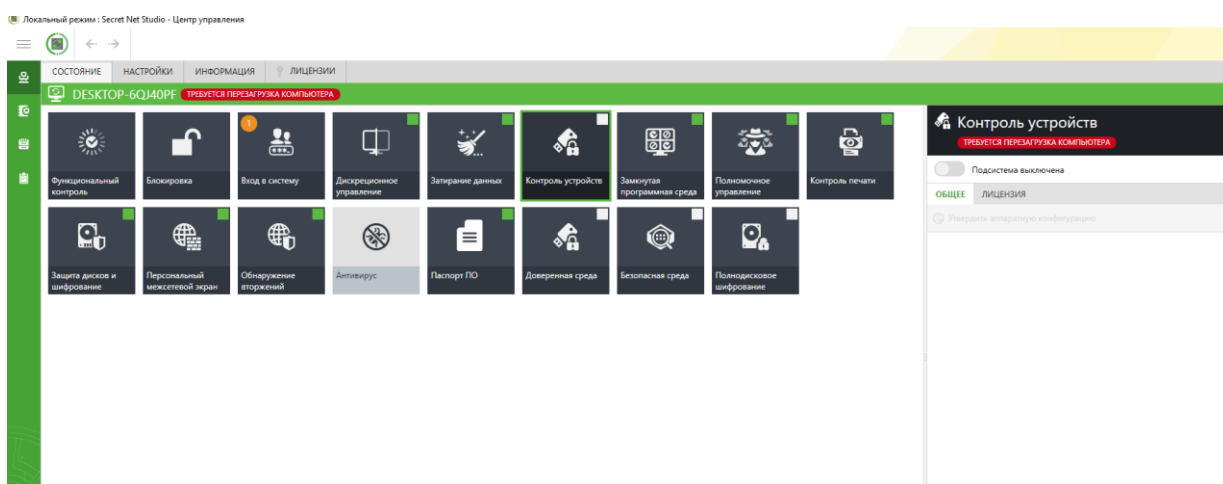 Локальный режим : Secret Net Studio - Центр управления
СОСТОЯНИЕ НАСТРОЙКИ ИНФОРМАЦИЯ ЛИЦЕНЗИИ
DESKTOP-6QJ40PF ТРЕБУЕТСЯ ПЕРЕЗАГРУЗКА КОМПЬЮТЕРА
1
Функциональный
контроль
Блокировка
Вход в систему
Дискреционное
управление
Затирание данных
Контроль устройств
Замкнутая
программная среда
Полномочное
управление
Контроль печати
Защита дисков и
шифрование
Персональный
межсетевой экран
Обнаружение
вторжений
Антивирус
Паспорт ПО
Доверенная среда
Безопасная среда
Полнодисковое
шифрование
Контроль устройств
ТРЕБУЕТСЯ ПЕРЕЗАГРУЗКА КОМПЬЮТЕРА
Подсистема выключена
ОБЩЕЕ ЛИЦЕНЗИЯ
Утвердить аппаратную конфигурацию